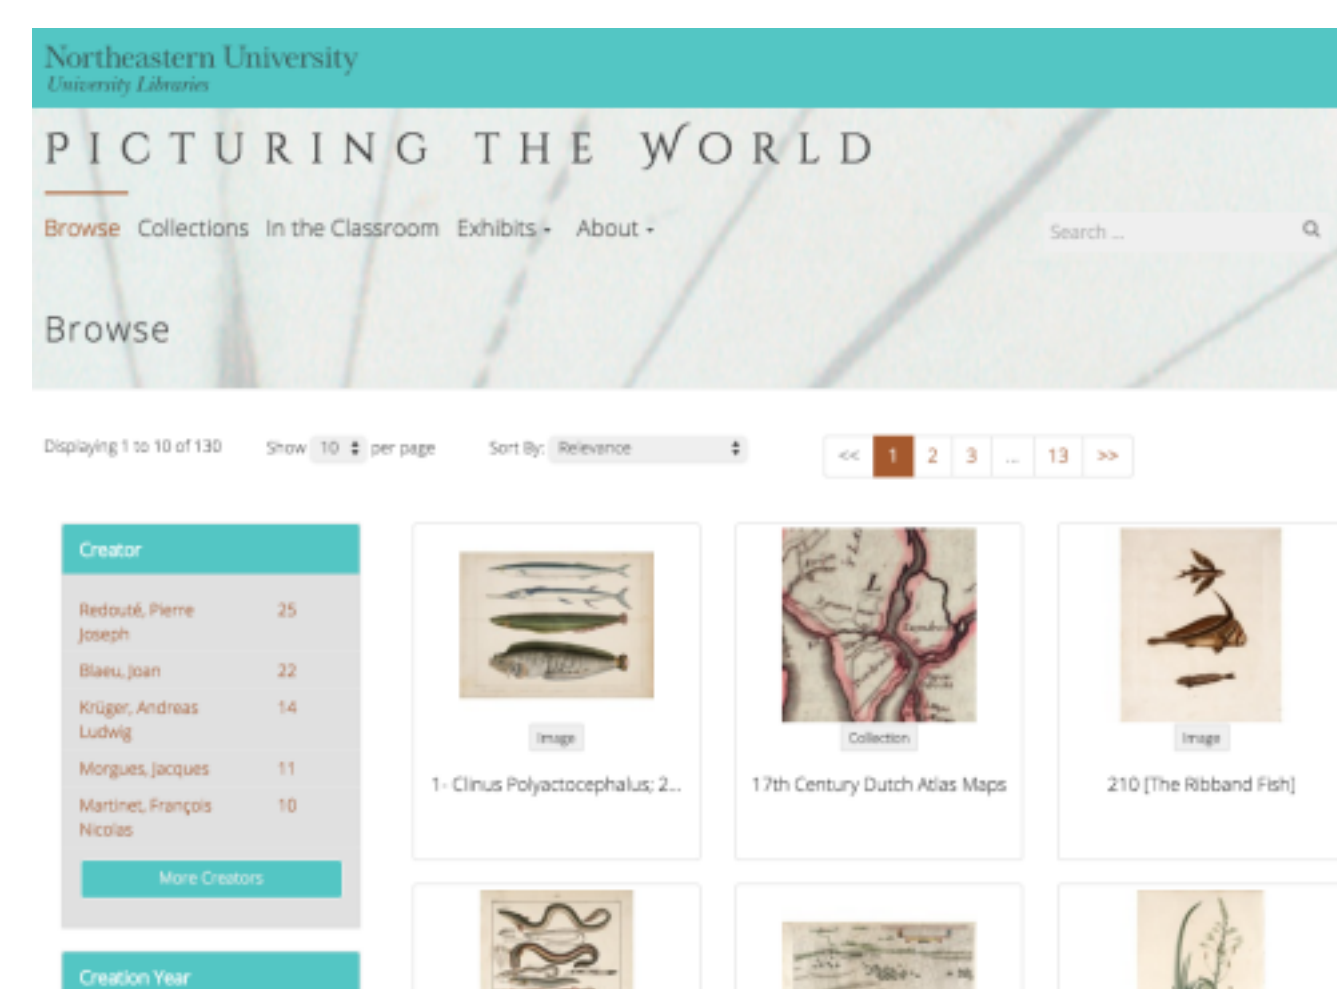 Northeastern University
University Libraries
PICTURING THE WORLD
Browse Collections In the Classroom Exhibits About
Search ...
Browse
Displaying 1 to 10 of 130 Show 10 per page Sort By: Relevance << 1 2 3 ... 13 >>
Creator
Redouté, Pierre 25
Joseph
Blaeu, Joan 22
Krüger, Andreas 14
Ludwig
Morgues, Jacques 11
Martinet, François 10
Nicolas
More Creators
Creation Year
Image
1- Clinus Polyactocephalus; 2...
Collection
17th Century Dutch Atlas Maps
Image
210 [The Ribband Fish]